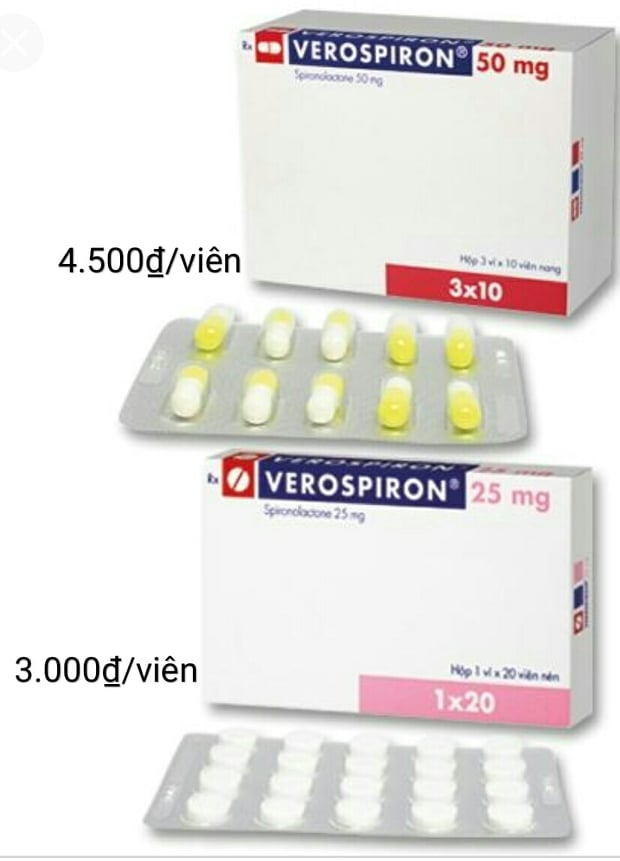 Rx VEROSPIRON® 50 mg
Spironolactone 50 mg
Hộp 3 vỉ x 10 viên nang
3x10
4.500₫/viên
Rx VEROSPIRON® 25 mg
Spironolactone 25 mg
Hộp 1 vỉ x 20 viên nén
1x20
3.000₫/viên